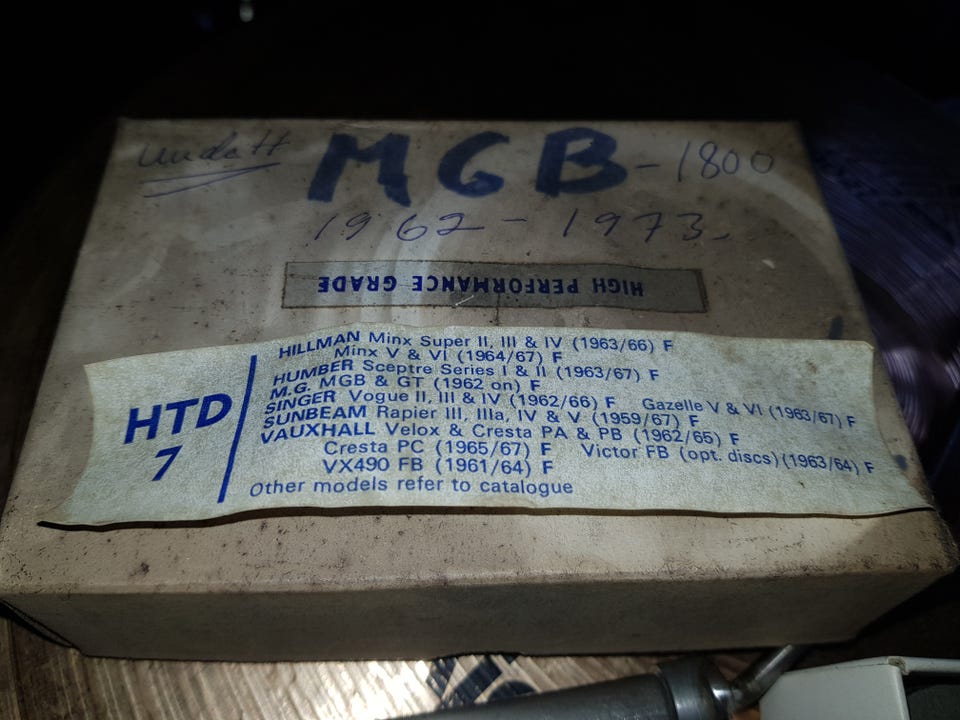 MGB-1800
1962-1973.
HIGH PERFORMANCE GRADE
HTD
7
HILLMAN Minx Super II, III & IV (1963/66) F
Minx V & VI (1964/67) F
HUMBER Sceptre Series I & II (1963/67) F
M.G. MGB & GT (1962 on) F
SINGER Vogue II, III & IV (1962/66) F Gazelle V & VI (1963/67) F
SUNBEAM Rapier III, IIIa, IV & V (1959/67) F
VAUXHALL Velox & Cresta PA & PB (1962/65) F
Cresta PC (1965/67) F Victor FB (opt. discs)(1963/64) F
VX490 FB (1961/64) F
Other models refer to catalogue